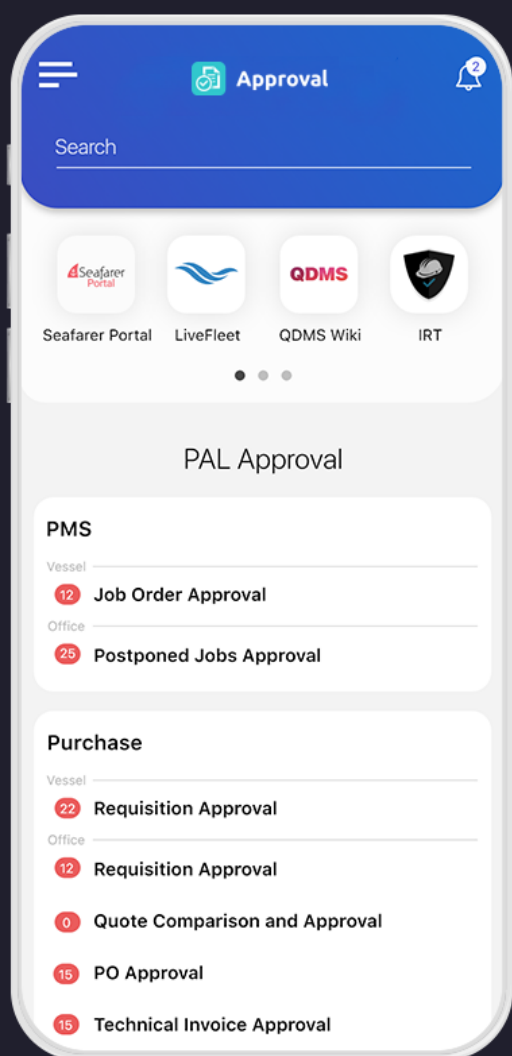 Approval
2
Search
Seafarer
Portal
QDMS
Seafarer Portal LiveFleet QDMS Wiki IRT
PAL Approval
PMS
Vessel
12 Job Order Approval
Office
25 Postponed Jobs Approval
Purchase
Vessel
22 Requisition Approval
Office
12 Requisition Approval
0 Quote Comparison and Approval
15 PO Approval
15 Technical Invoice Approval